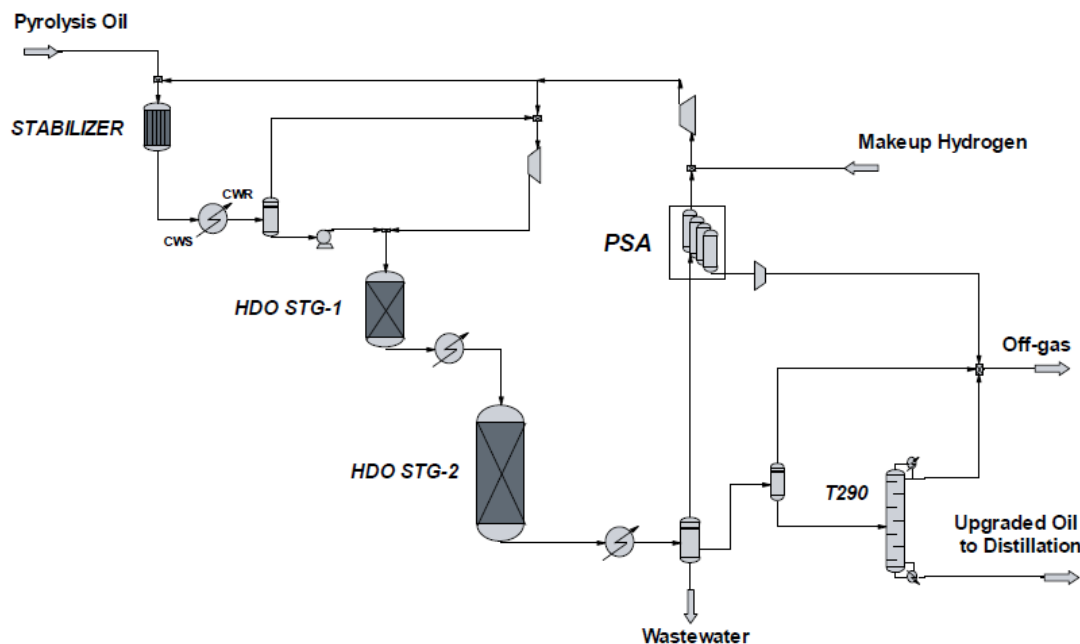 Pyrolysis Oil
STABILIZER
CWR
CWS
Makeup Hydrogen
PSA
HDO STG-1
Off-gas
HDO STG-2
T290
Upgraded Oil
to Distillation
Wastewater